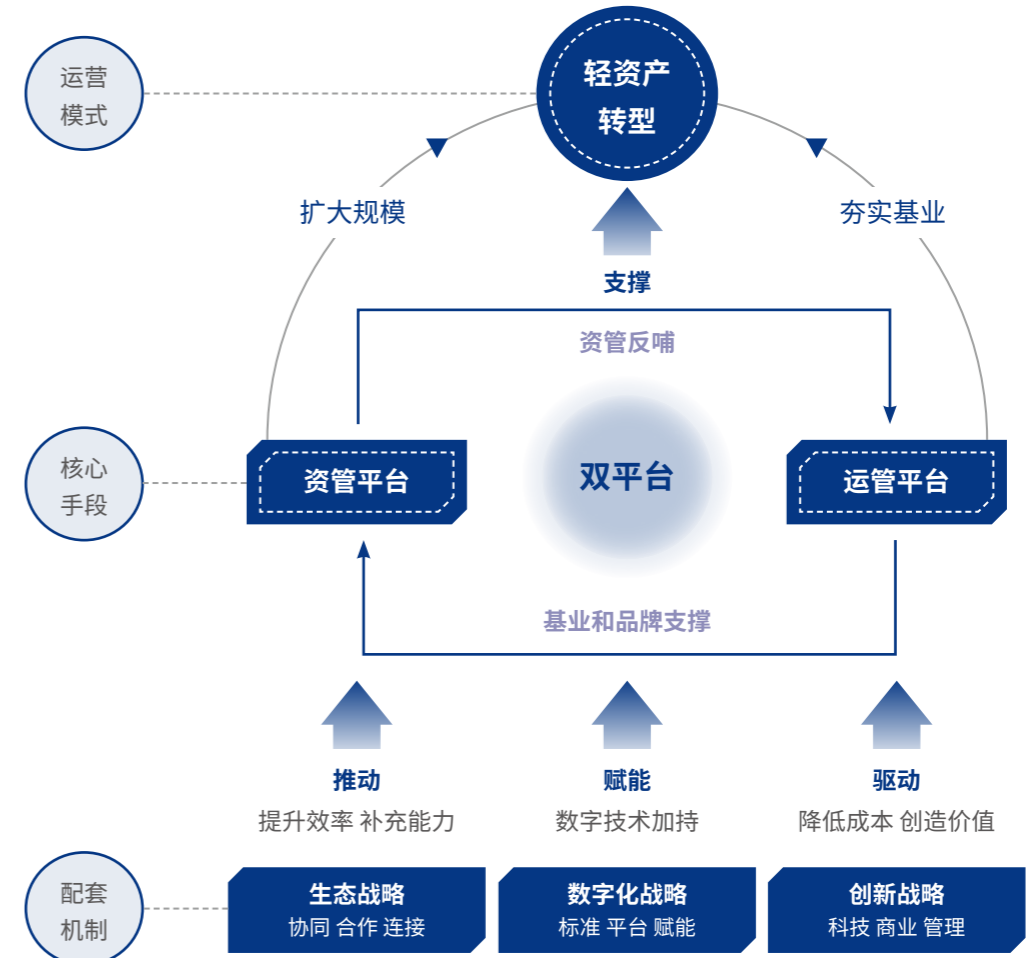 运营
模式
轻资产
转型
扩大规模
夯实基业
支撑
资管反哺
核心
手段
资管平台
双平台
运管平台
基业和品牌支撑
推动
赋能
驱动
提升效率 补充能力
数字技术加持
降低成本 创造价值
配套
机制
生态战略
协同 合作 连接
数字化战略
标准 平台 赋能
创新战略
科技 商业 管理